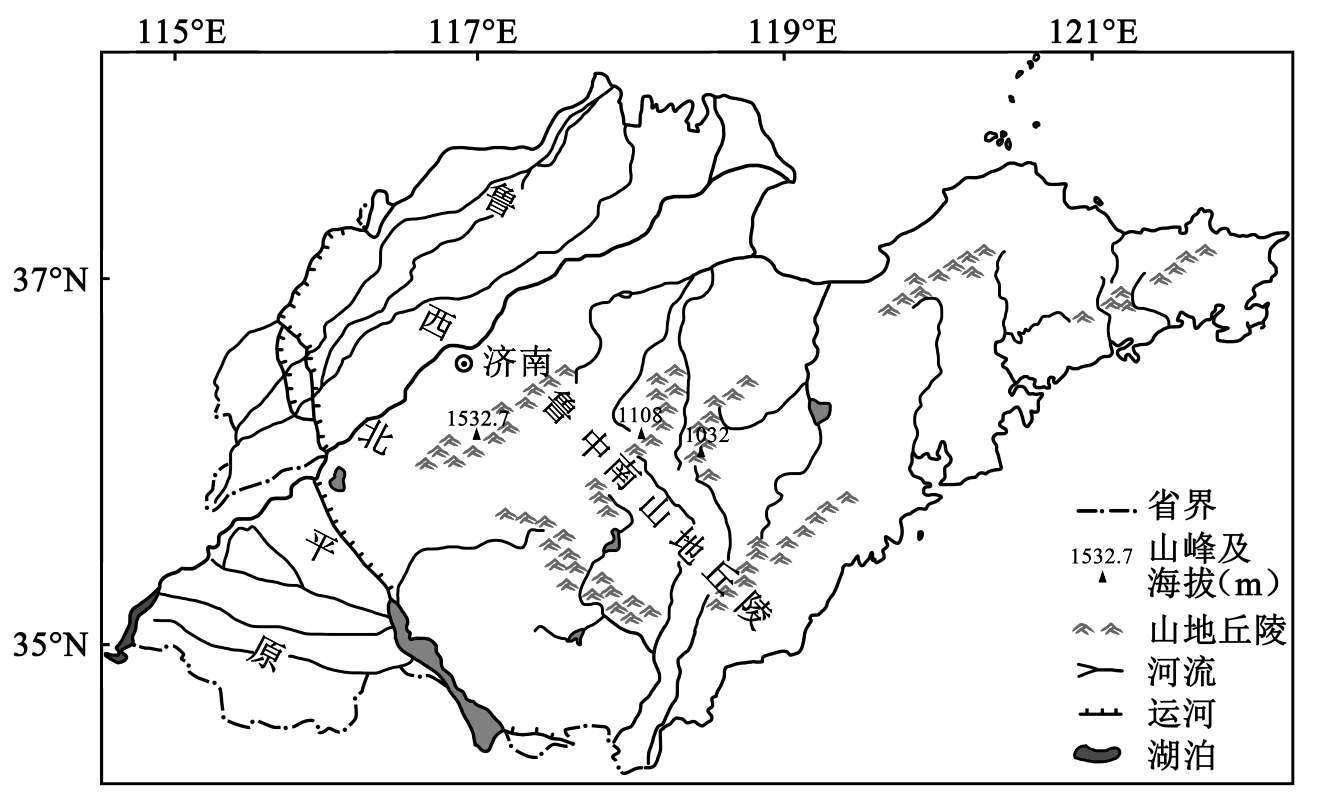 115°E 117°E 119°E 121°E
37°N
35°N
鲁西北平原
济南
鲁中南山地丘陵
1532.7
1108
1032
省界
1532.7 山峰及
海拔(m)
山地丘陵
河流
运河
湖泊